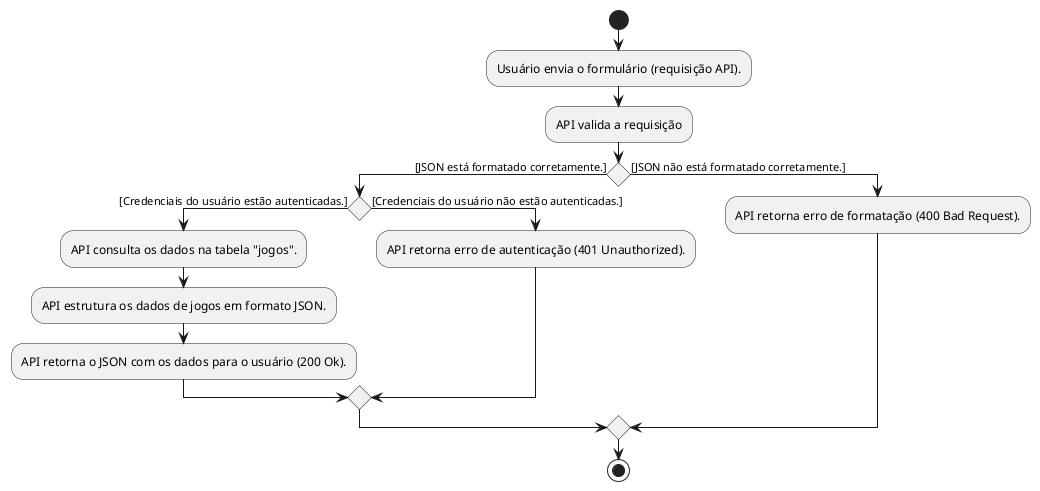 Usuário envia o formulário (requisição API).
API valida a requisição
[JSON está formatado corretamente.]
[JSON não está formatado corretamente.]
[Credenciais do usuário estão autenticadas.]
[Credenciais do usuário não estão autenticadas.]
API retorna erro de formatação (400 Bad Request).
API consulta os dados na tabela "jogos".
API retorna erro de autenticação (401 Unauthorized).
API estrutura os dados de jogos em formato JSON.
API retorna o JSON com os dados para o usuário (200 Ok).